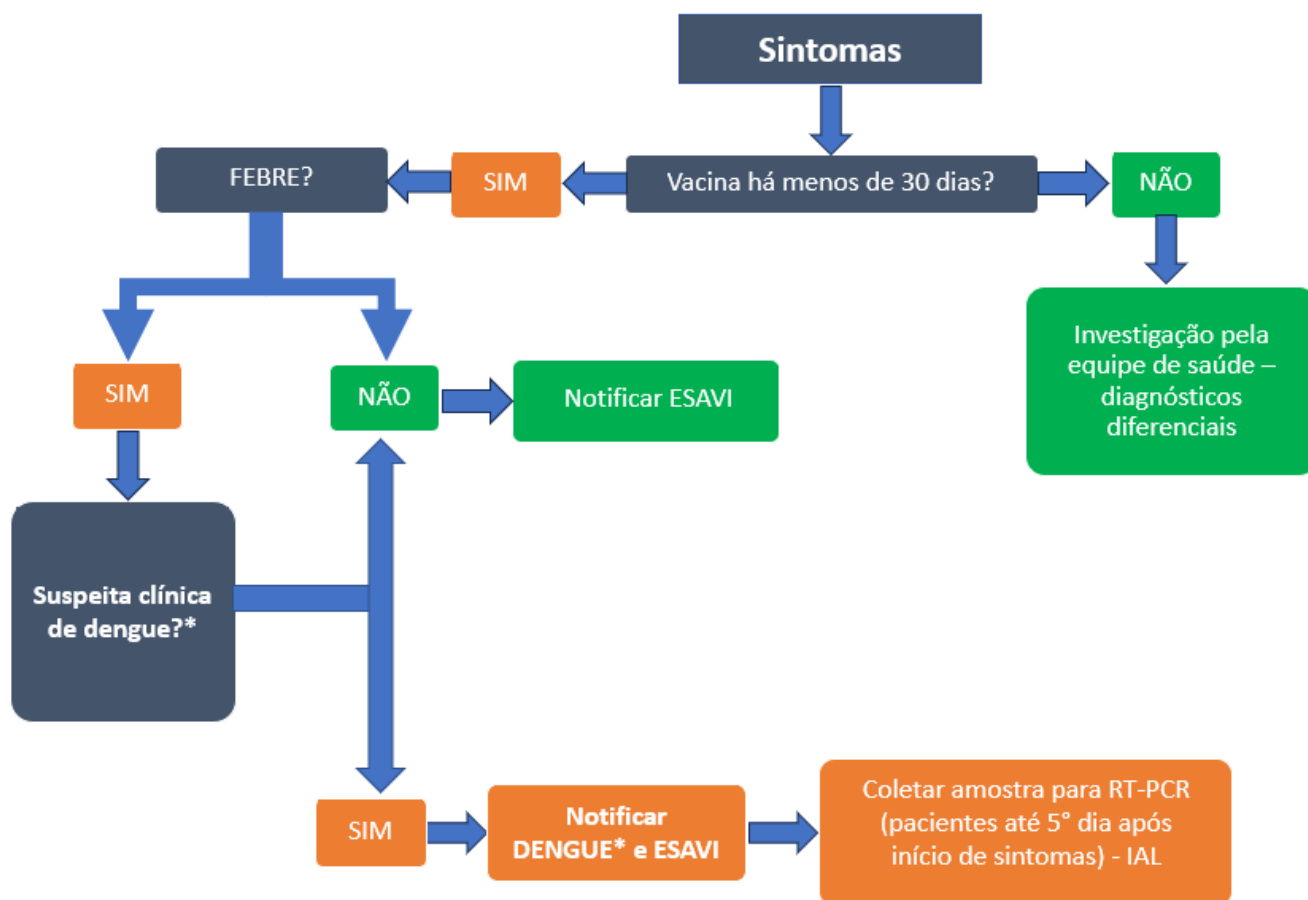 Sintomas
FEBRE?
SIM
Vacina há menos de 30 dias?
NÃO
Investigação pela
equipe de saúde –
diagnósticos
diferenciais
SIM
NÃO
Notificar ESAVI
Suspeita clínica
de dengue?*
SIM
Notificar
DENGUE* e ESAVI
Coletar amostra para RT-PCR
(pacientes até 5° dia após
início de sintomas) - IAL